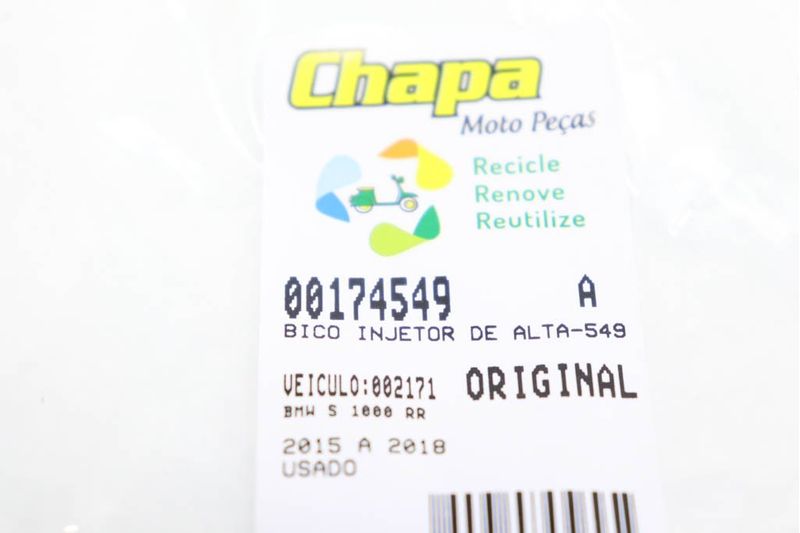 Chapa
Moto Peças
Recicle
Renove
Reutilize
00174549 A
BICO INJETOR DE ALTA-549
VEICULO:002171 ORIGINAL
BMW S 1000 RR
2015 A 2018
USADO